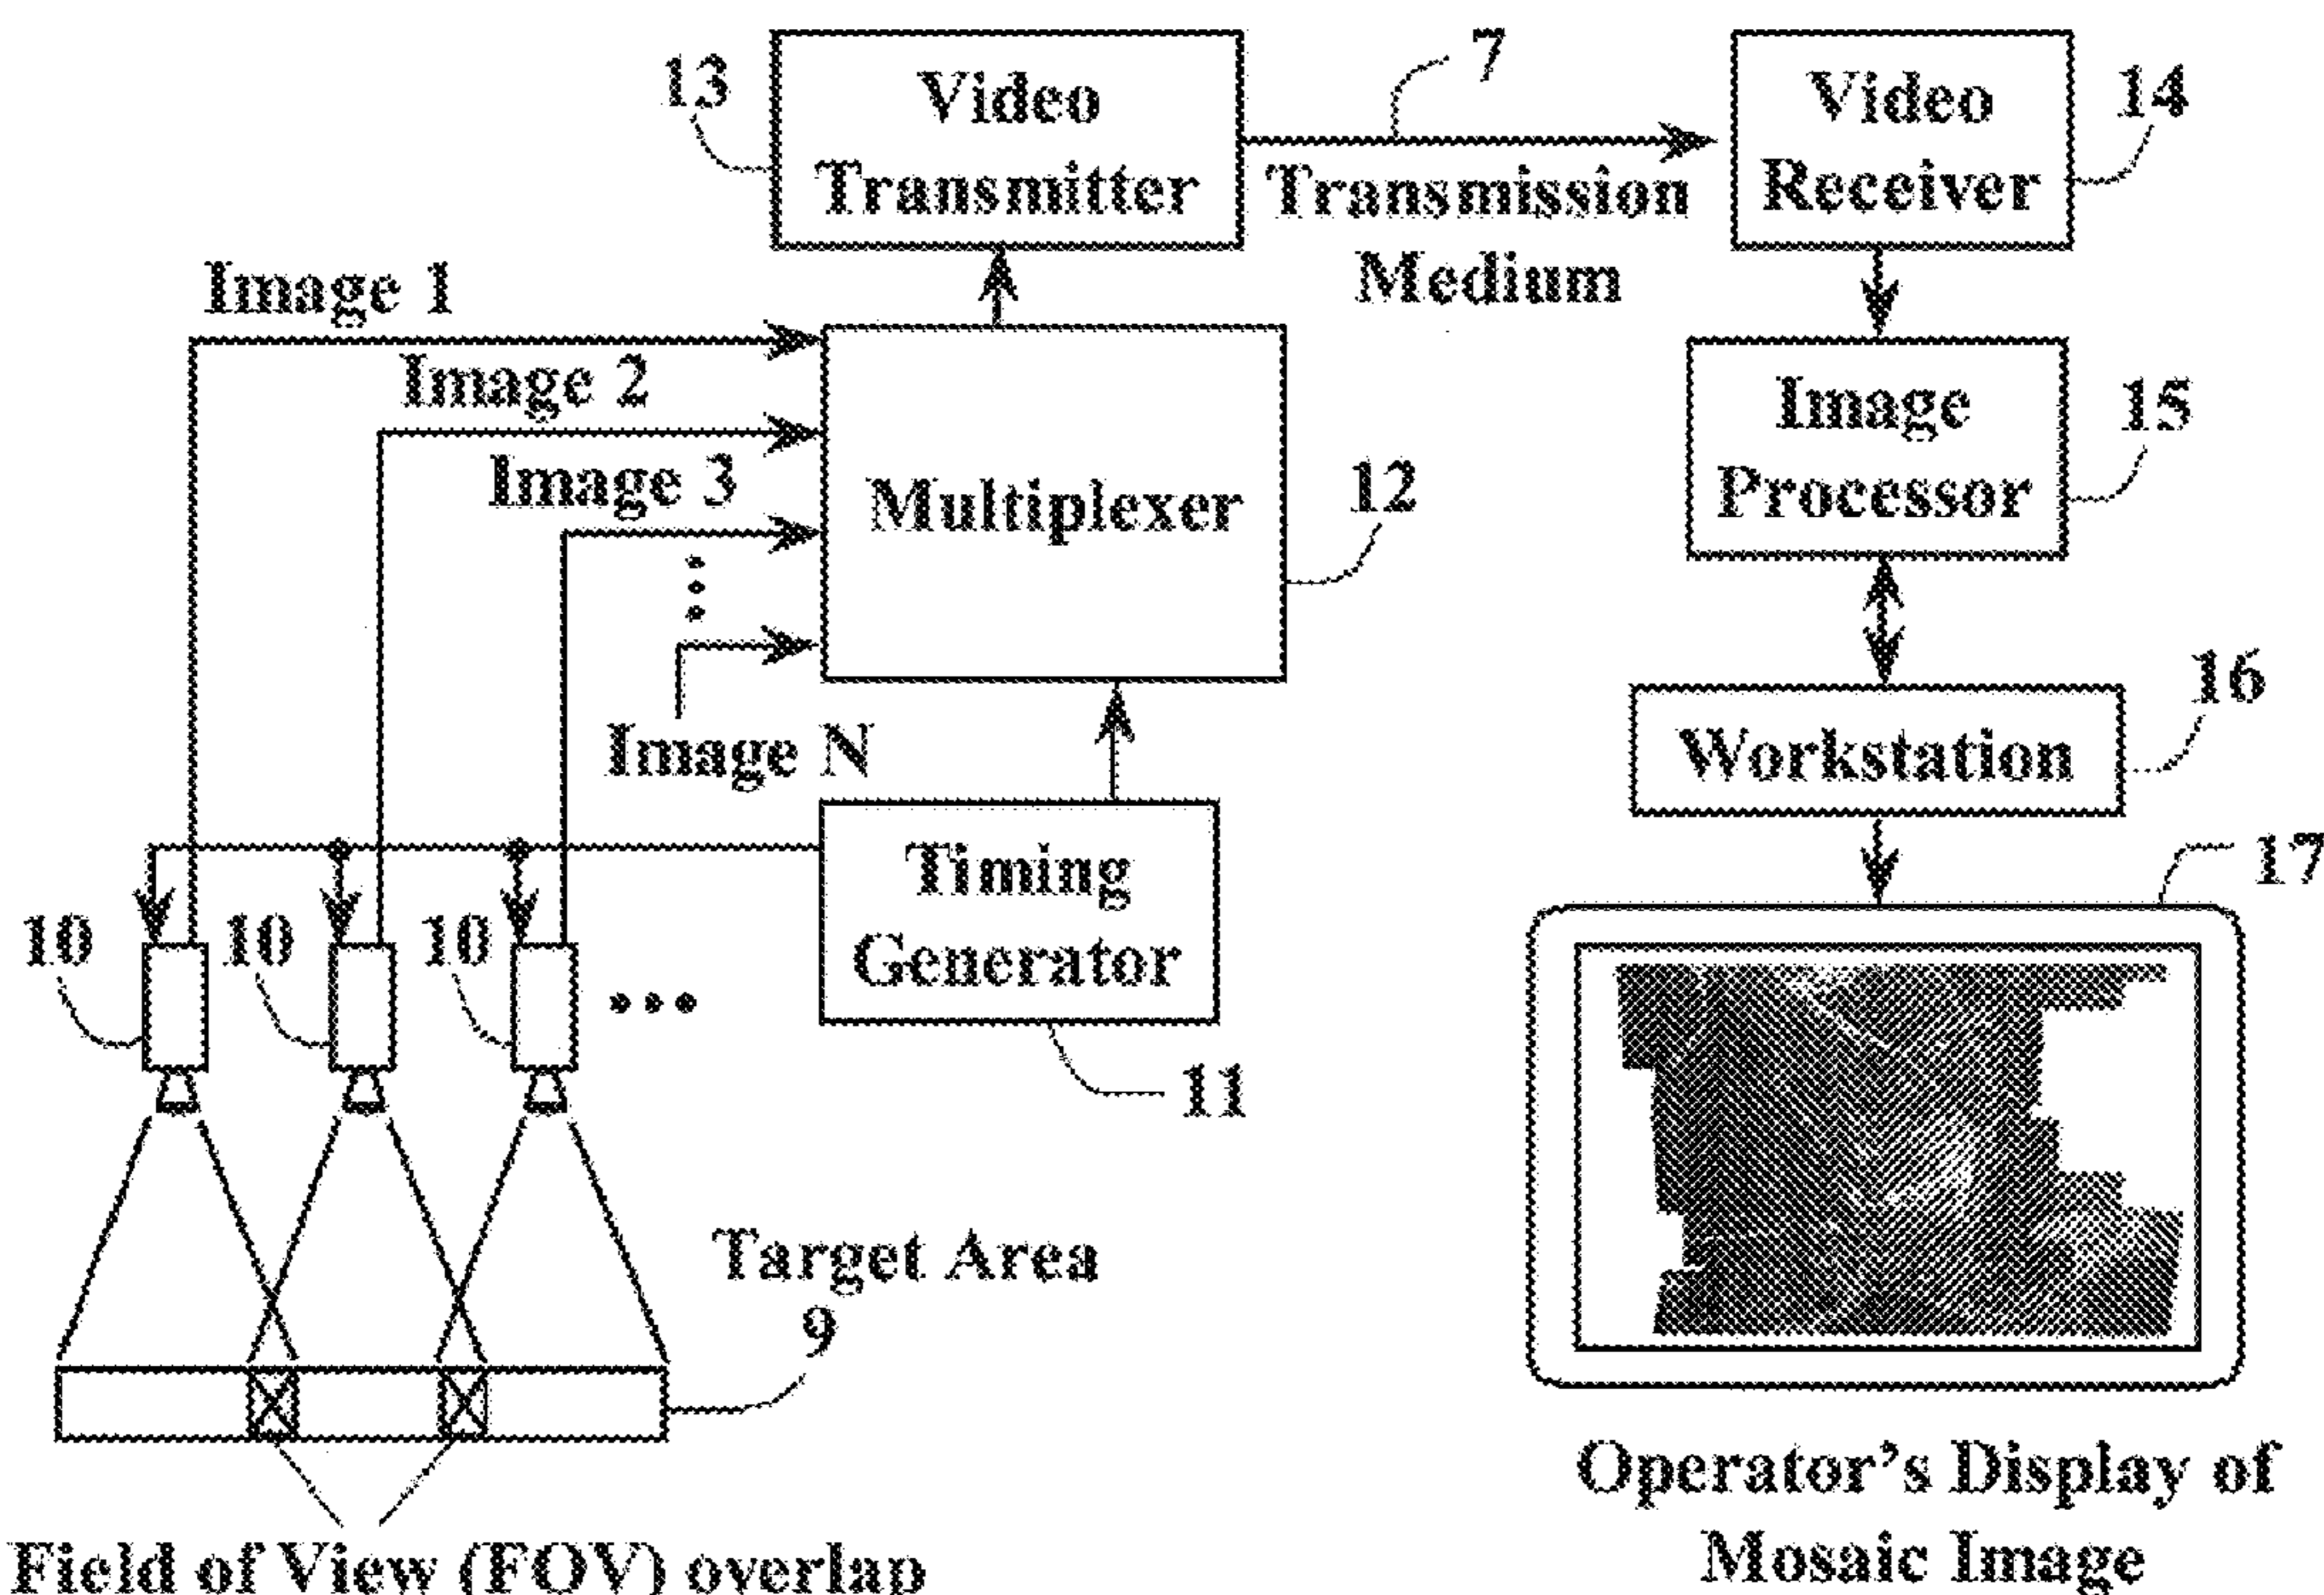 13
Video
Transmitter
7
Transmission
Medium
Video
Receiver
14
Image 1
Image 2
Image 3
Image N
Multiplexer
12
Image
Processor
15
Workstation
16
Timing
Generator
11
10
10
10
17
Target Area
9
Field of View (FOV) overlap
Operator's Display of
Mosaic Image